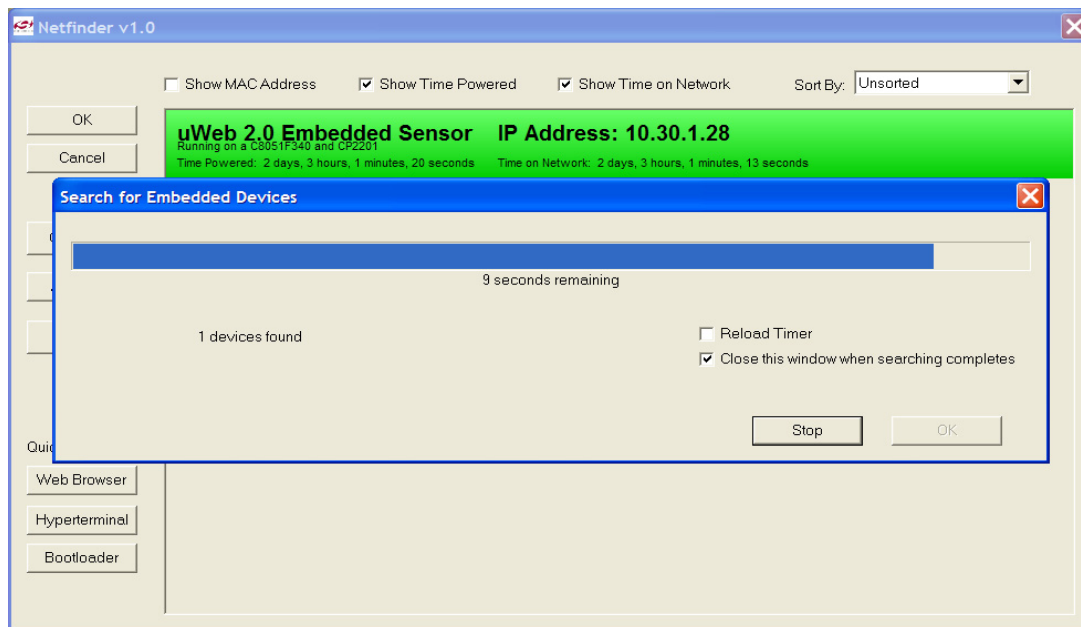 Netfinder v1.0
Show MAC Address Show Time Powered Show Time on Network Sort By: Unsorted
OK
Cancel
uWeb 2.0 Embedded Sensor IP Address: 10.30.1.28
Running on a C8051F340 and CP2201
Time Powered: 2 days, 3 hours, 1 minutes, 20 seconds Time on Network: 2 days, 3 hours, 1 minutes, 13 seconds
Search for Embedded Devices
9 seconds remaining
1 devices found
Reload Timer
Close this window when searching completes
Stop OK
Web Browser
Hyperterminal
Bootloader